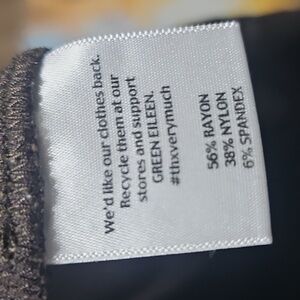 We'd like our clothes back.
Recycle them at our
stores and support
GREEN EILEEN.
#thxverymuch
56% RAYON
38% NYLON
6% SPANDEX